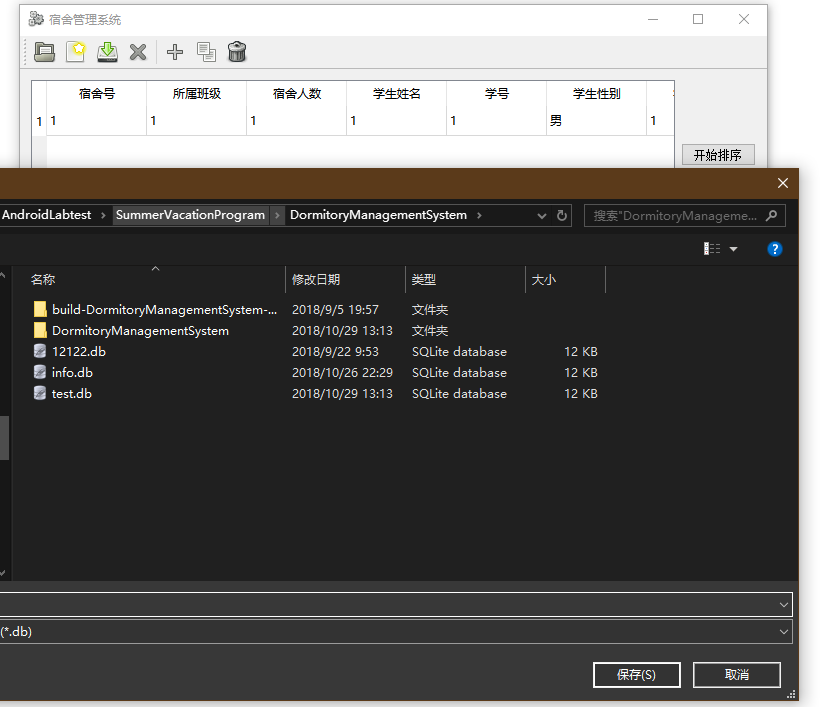 宿舍管理系统
宿舍号 所属班级 宿舍人数 学生姓名 学号 学生性别
1 1 1 1 1 1 男 1
开始排序
AndroidLabtest › SummerVacationProgram › DormitoryManagementSystem ›
搜索"DormitoryManageme...
名称 修改日期 类型 大小
build-DormitoryManagementSystem-... 2018/9/5 19:57 文件夹
DormitoryManagementSystem 2018/10/29 13:13 文件夹
12122.db 2018/9/22 9:53 SQLite database 12 KB
info.db 2018/10/26 22:29 SQLite database 12 KB
test.db 2018/10/29 13:13 SQLite database 12 KB
(*.db)
保存(S) 取消